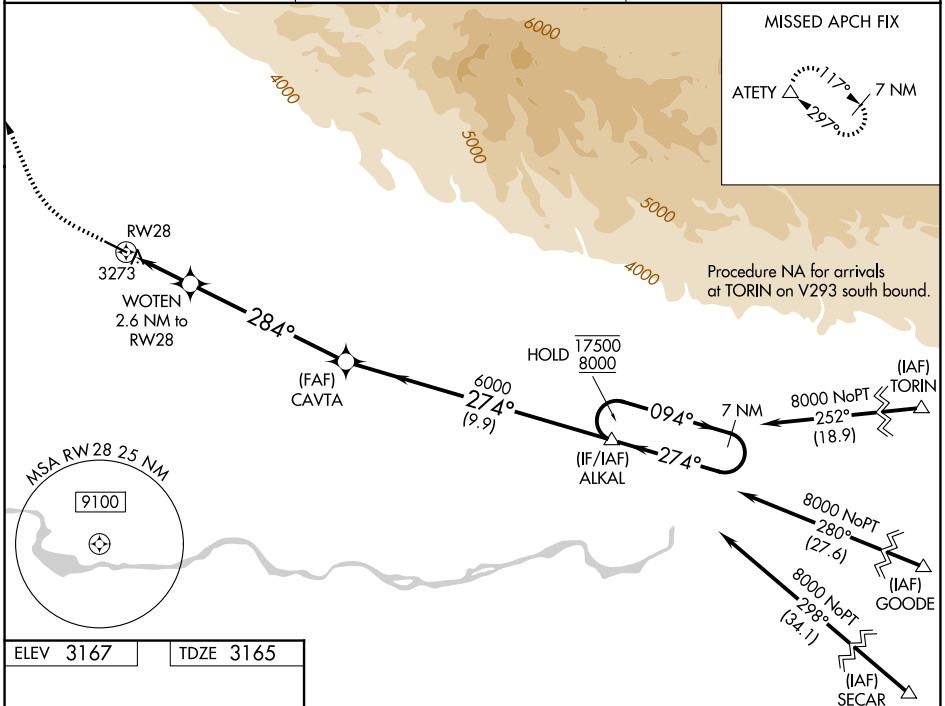 MISSED APCH FIX
ATETY
117°
297°
7 NM
6000
4000
5000
5000
4000
RW28
3273
WOTEN
2.6 NM to
RW28
284°
(FAF)
CAVTA
6000
274°
(9.9)
HOLD
17500
8000
094°
7 NM
274°
(IF/IAF)
ALKAL
Procedure NA for arrivals
at TORIN on V293 south bound.
(IAF)
TORIN
8000 NoPT
252°
(18.9)
8000 NoPT
280°
(27.6)
(IAF)
GOODE
8000 NoPT
298°
(34.1)
(IAF)
SECAR
MSA RW 28 25 NM
9100
ELEV 3167
TDZE 3165